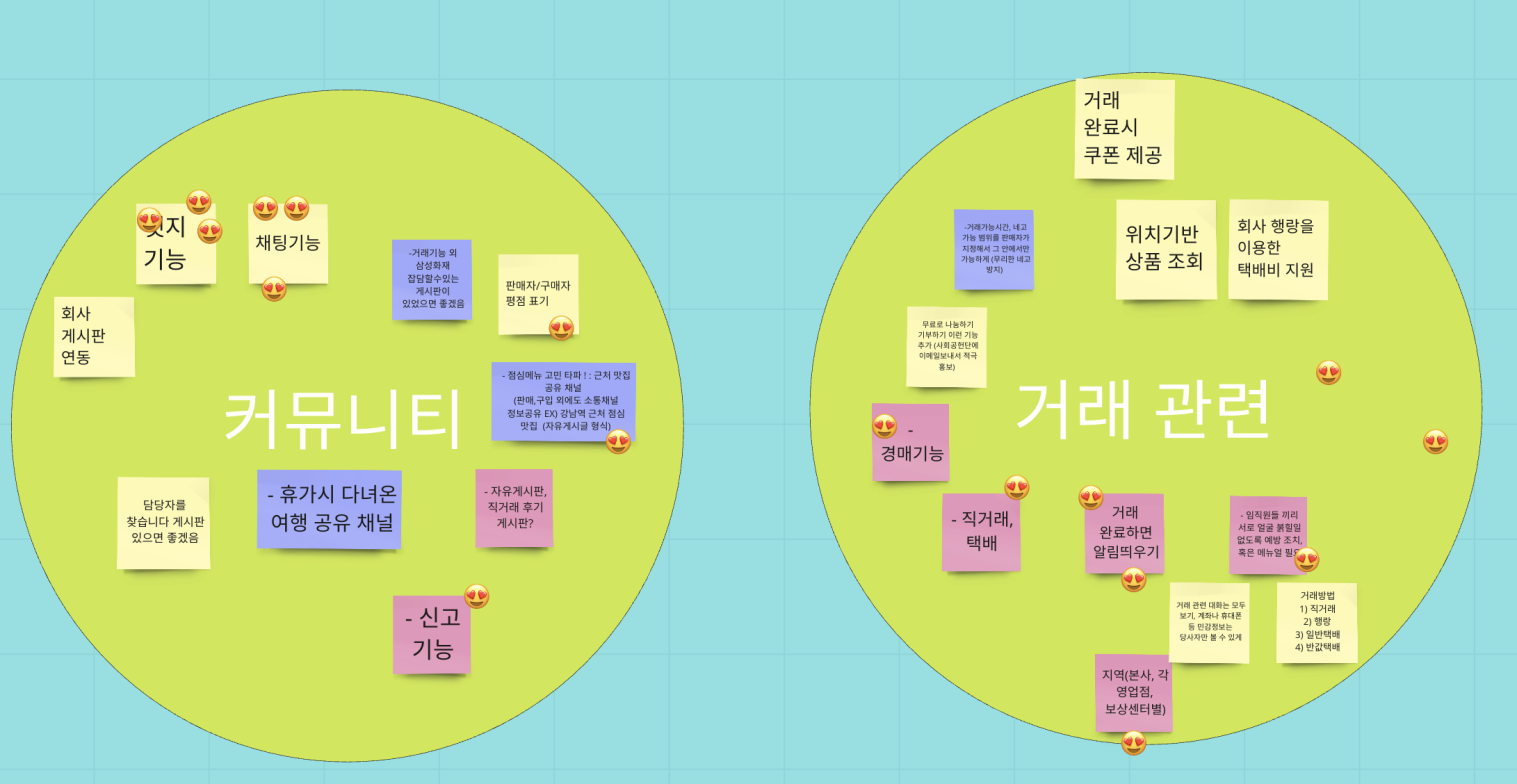 커뮤니티
지
기능
채팅기능
-거래기능 외
삼성화재
잡담할수있는
게시판이
있었으면 좋겠음
판매자/구매자
평점 표기
회사
게시판
연동
- 점심메뉴 고민 타파 ! : 근처 맛집
공유 채널
(판매,구입 외에도 소통채널
정보공유 EX) 강남역 근처 점심
맛집 (자유게시글 형식)
담당자를
찾습니다 게시판
있으면 좋겠음
- 휴가시 다녀온
여행 공유 채널
- 자유게시판,
직거래 후기
게시판?
- 신고
기능
거래 관련
거래
완료시
쿠폰 제공
-거래가능시간, 네고
가능 범위를 판매자가
지정해서 그 안에서만
가능하게 (무리한 네고
방지)
위치기반
상품 조회
회사 행랑을
이용한
택배비 지원
무료로 나눔하기
기부하기 이런 기능
추가 (사회공헌단에
이메일보내서 적극
홍보)
-
경매기능
- 직거래,
택배
거래
완료하면
알림띄우기
- 임직원들 끼리
서로 얼굴 붉힐일
없도록 예방 조치,
혹은 메뉴얼
거래 관련 대화는 모두
보기, 계좌나 휴대폰
등 민감정보는
당사자만 볼 수 있게
거래방법
1) 직거래
2) 행랑
3) 일반택배
4) 반값택배
지역(본사, 각
영업점,
보상센터별)